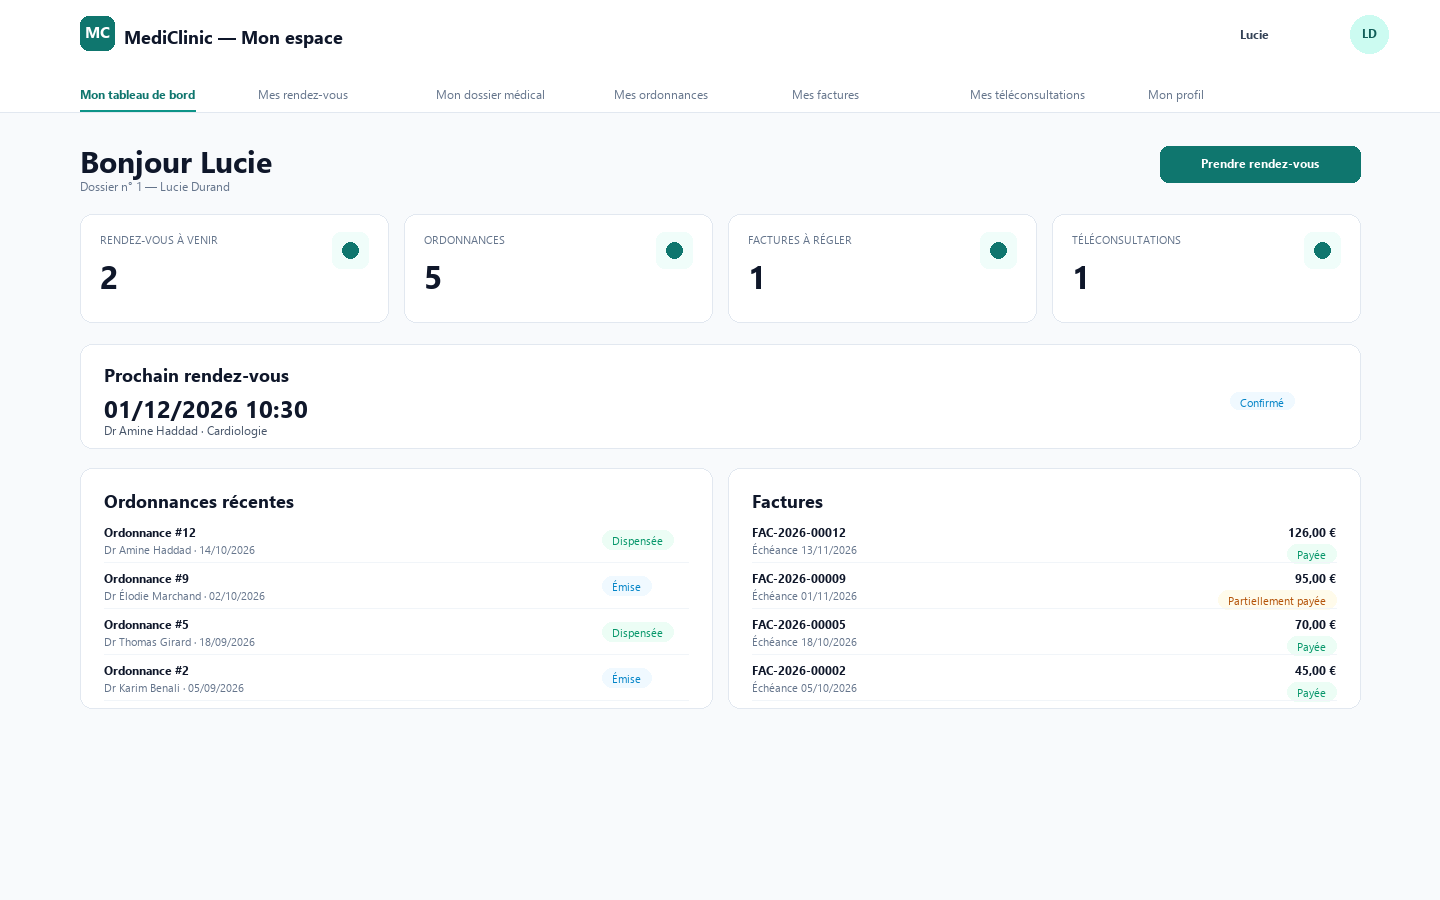 MC
MediClinic — Mon espace
Lucie
LD
Mon tableau de bord
Mes rendez-vous
Mon dossier médical
Mes ordonnances
Mes factures
Mes téléconsultations
Mon profil
Bonjour Lucie
Dossier n° 1 — Lucie Durand
Prendre rendez-vous
RENDEZ-VOUS À VENIR
2
ORDONNANCES
5
FACTURES À RÉGLER
1
TÉLÉCONSULTATIONS
1
Prochain rendez-vous
01/12/2026 10:30
Dr Amine Haddad · Cardiologie
Confirmé
Ordonnances récentes
Ordonnance #12
Dr Amine Haddad · 14/10/2026
Dispensée
Ordonnance #9
Dr Élodie Marchand · 02/10/2026
Émise
Ordonnance #5
Dr Thomas Girard · 18/09/2026
Dispensée
Ordonnance #2
Dr Karim Benali · 05/09/2026
Émise
Factures
FAC-2026-00012
126,00 €
Échéance 13/11/2026
Payée
FAC-2026-00009
95,00 €
Échéance 01/11/2026
Partiellement payée
FAC-2026-00005
70,00 €
Échéance 18/10/2026
Payée
FAC-2026-00002
45,00 €
Échéance 05/10/2026
Payée